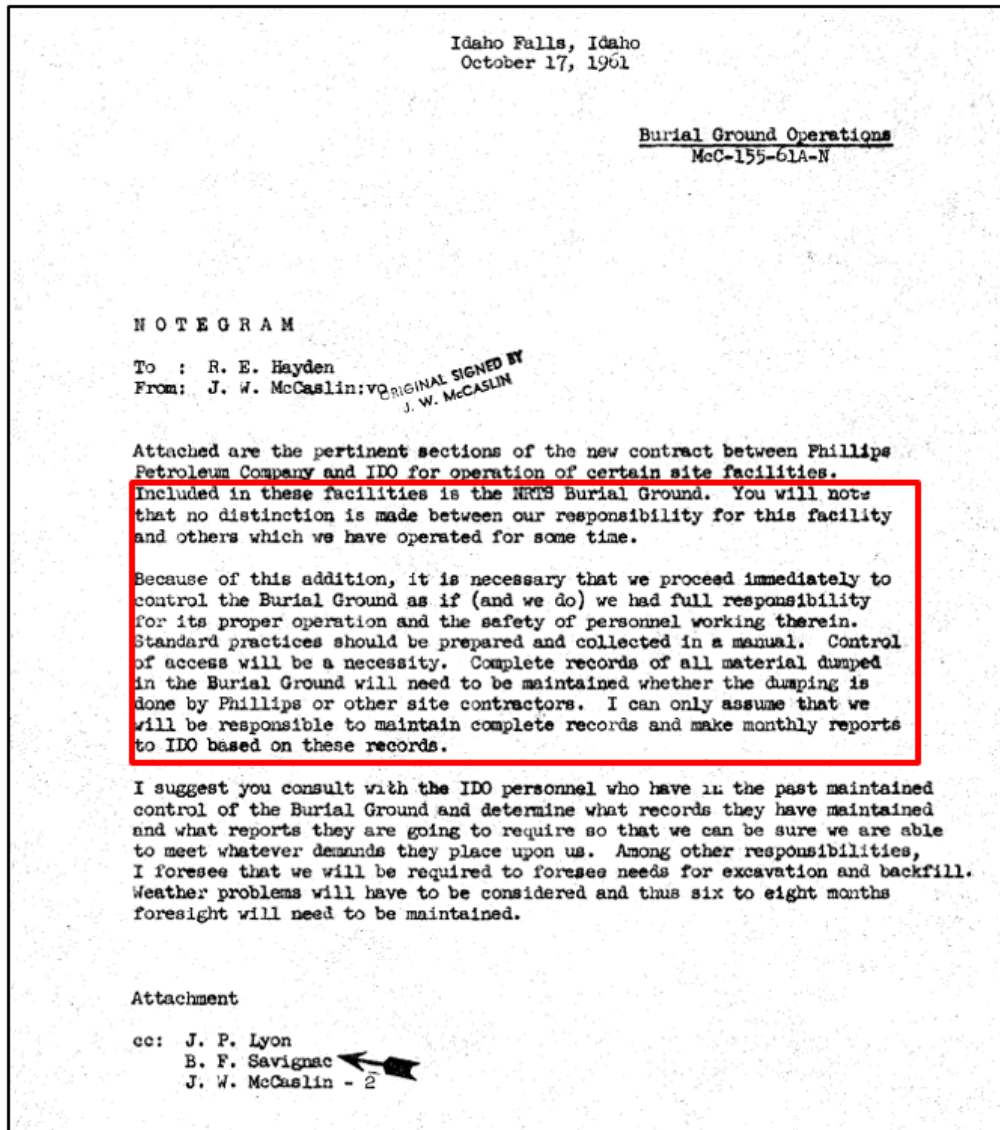 Idaho Falls, Idaho
October 17, 1961
Burial Ground Operations
McC-155-61A-N
N O T E G R A M
To : R. E. Hayden
From: J. W. McCaslin:vo
ORIGINAL SIGNED BY
J. W. McCASLIN
Attached are the pertinent sections of the new contract between Phillips
Petroleum Company and IDO for operation of certain site facilities.
Included in these facilities is the NRTS Burial Ground. You will note
that no distinction is made between our responsibility for this facility
and others which we have operated for some time.
Because of this addition, it is necessary that we proceed immediately to
control the Burial Ground as if (and we do) we had full responsibility
for its proper operation and the safety of personnel working therein.
Standard practices should be prepared and collected in a manual. Control
of access will be a necessity. Complete records of all material dumped
in the Burial Ground will need to be maintained whether the dumping is
done by Phillips or other site contractors. I can only assume that we
will be responsible to maintain complete records and make monthly reports
to IDO based on these records.
I suggest you consult with the IDO personnel who have in the past maintained
control of the Burial Ground and determine what records they have maintained
and what reports they are going to require so that we can be sure we are able
to meet whatever demands they place upon us. Among other responsibilities,
I foresee that we will be required to foresee needs for excavation and backfill.
Weather problems will have to be considered and thus six to eight months
foresight will need to be maintained.
Attachment
cc: J. P. Lyon
B. F. Savignac
J. W. McCaslin - 2